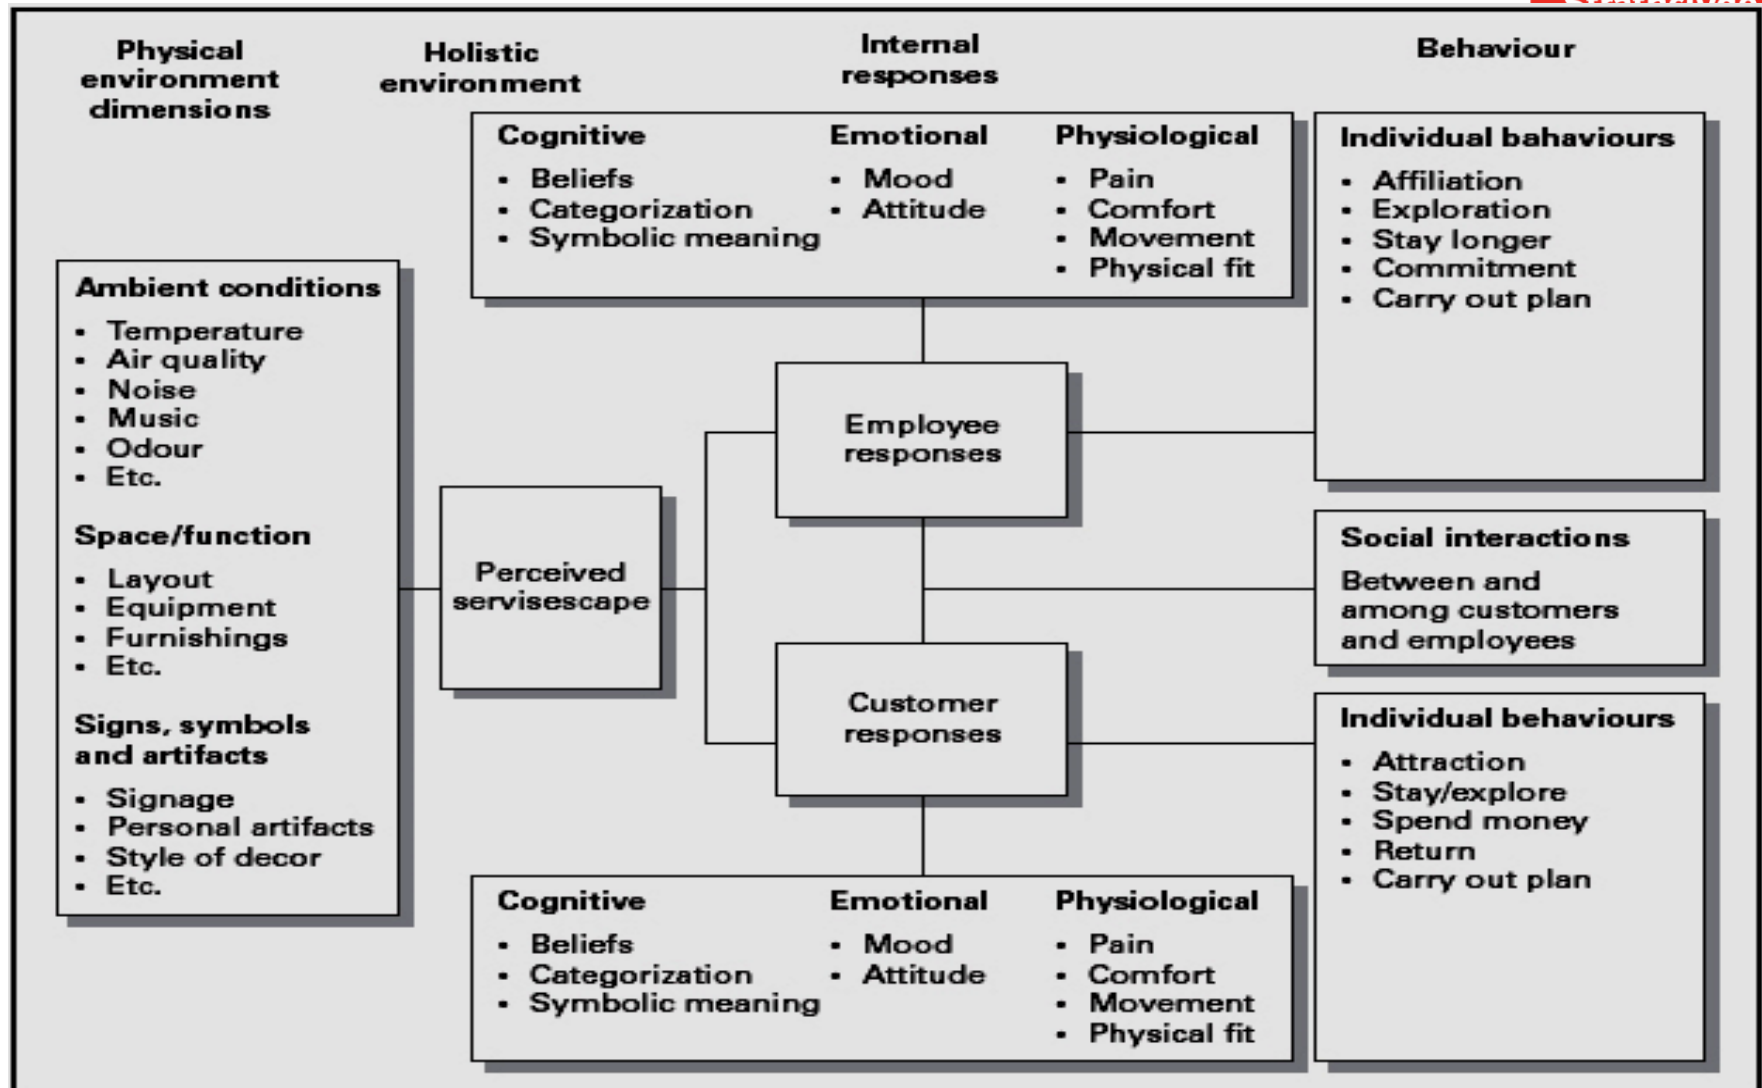 Physical
environment
dimensions
Holistic
environment
Internal
responses
Behaviour
Ambient conditions
• Temperature
• Air quality
• Noise
• Music
• Odour
• Etc.
Space/function
• Layout
• Equipment
• Furnishings
• Etc.
Signs, symbols
and artifacts
• Signage
• Personal artifacts
• Style of decor
• Etc.
Perceived
servisescape
Cognitive
• Beliefs
• Categorization
• Symbolic meaning
Emotional
• Mood
• Attitude
Physiological
• Pain
• Comfort
• Movement
• Physical fit
Employee
responses
Customer
responses
Cognitive
• Beliefs
• Categorization
• Symbolic meaning
Emotional
• Mood
• Attitude
Physiological
• Pain
• Comfort
• Movement
• Physical fit
Individual bahaviours
• Affiliation
• Exploration
• Stay longer
• Commitment
• Carry out plan
Social interactions
Between and
among customers
and employees
Individual behaviours
• Attraction
• Stay/explore
• Spend money
• Return
• Carry out plan